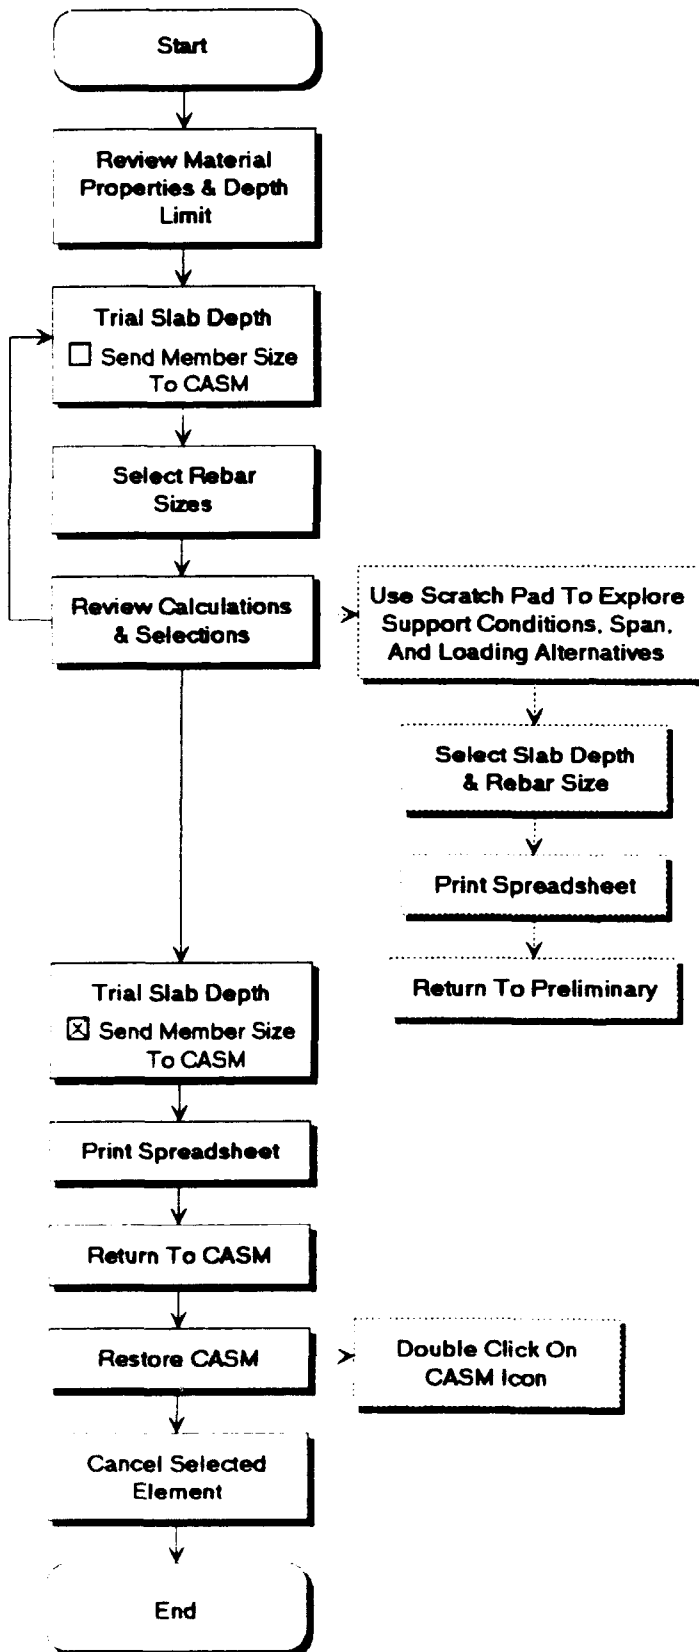 Start
Review Material
Properties & Depth
Limit
Trial Slab Depth
Send Member Size
To CASM
Select Rebar
Sizes
Review Calculations
& Selections
Use Scratch Pad To Explore
Support Conditions, Span,
And Loading Alternatives
Select Slab Depth
& Rebar Size
Print Spreadsheet
Return To Preliminary
Trial Slab Depth
Send Member Size
To CASM
Print Spreadsheet
Return To CASM
Restore CASM
Double Click On
CASM Icon
Cancel Selected
Element
End